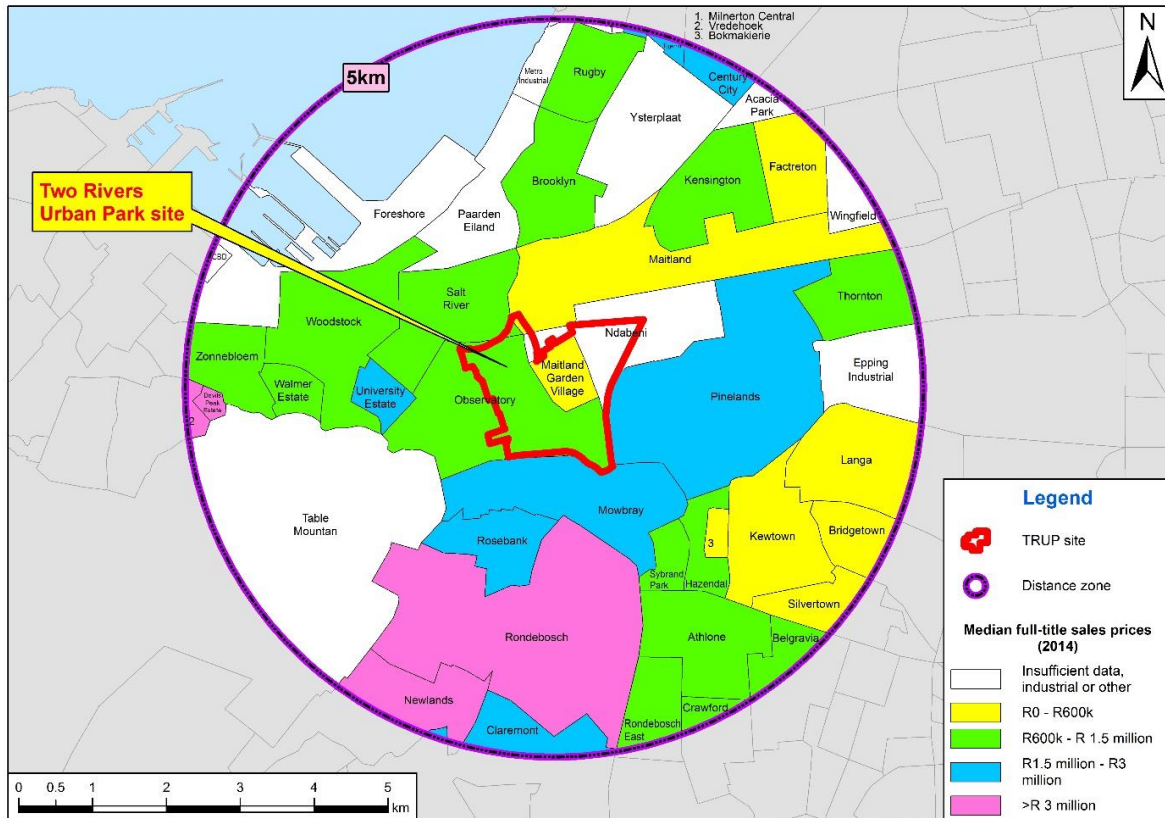 1. Milnerton Central
2. Vredehoek
3. Bokmakierie
N
5km
Metro
Industrial
Rugby
Century
City
Acacia
Park
Ysterplaat
Factreton
Two Rivers
Urban Park site
Brooklyn
Kensington
Foreshore
Paarden
Eiland
Wingfield
CBD
Maitland
Salt
River
Thornton
Woodstock
Ndabeni
Zonnebloem
Maitland
Garden
Village
Epping
Industrial
Walmer
Estate
University
Estate
Observatory
Pinelands
Devils
Peak
Estate
2
Langa
Mowbray
Table
Mountan
Rosebank
3
Kewtown
Bridgetown
Sybrand
Park
Hazendal
Silvertown
Rondebosch
Athlone
Belgravia
Newlands
Claremont
Rondebosch
East
Crawford
Legend
TRUP site
Distance zone
Median full-title sales prices
(2014)
Insufficient data,
industrial or other
R0 - R600k
R600k - R 1.5 million
R1.5 million - R3
million
>R 3 million
0 0.5 1 2 3 4 5
km